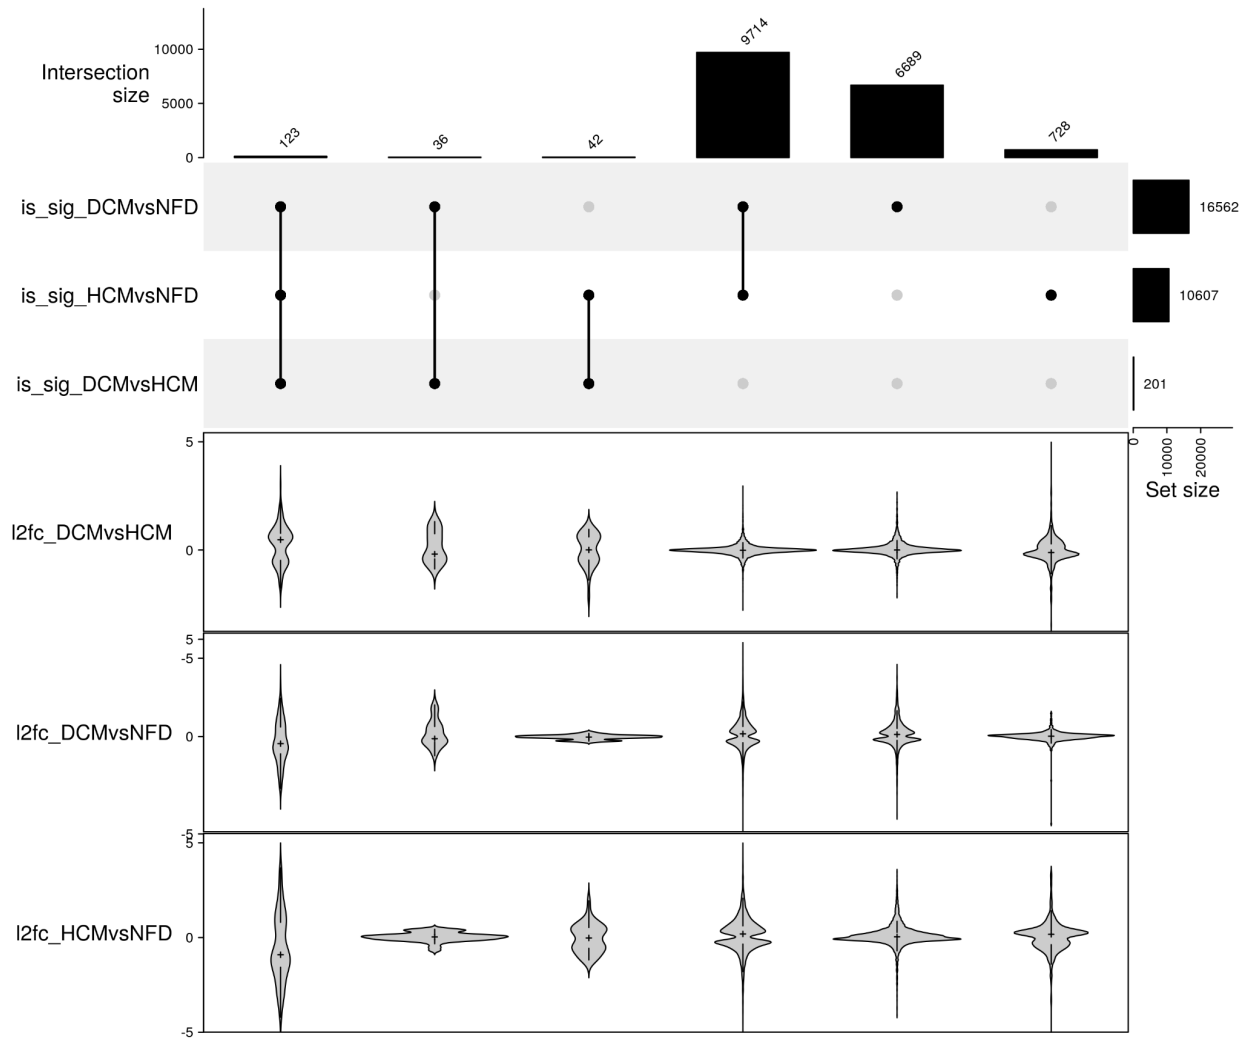 Intersection
size
10000
5000
0
123
36
42
9714
6689
728
is_sig_DCMvsNFD
16562
is_sig_HCMvsNFD
10607
is_sig_DCMvsHCM
201
0
10000
20000
Set size
5
l2fc_DCMvsHCM
0
-5
5
l2fc_DCMvsNFD
0
-5
5
l2fc_HCMvsNFD
0
-5